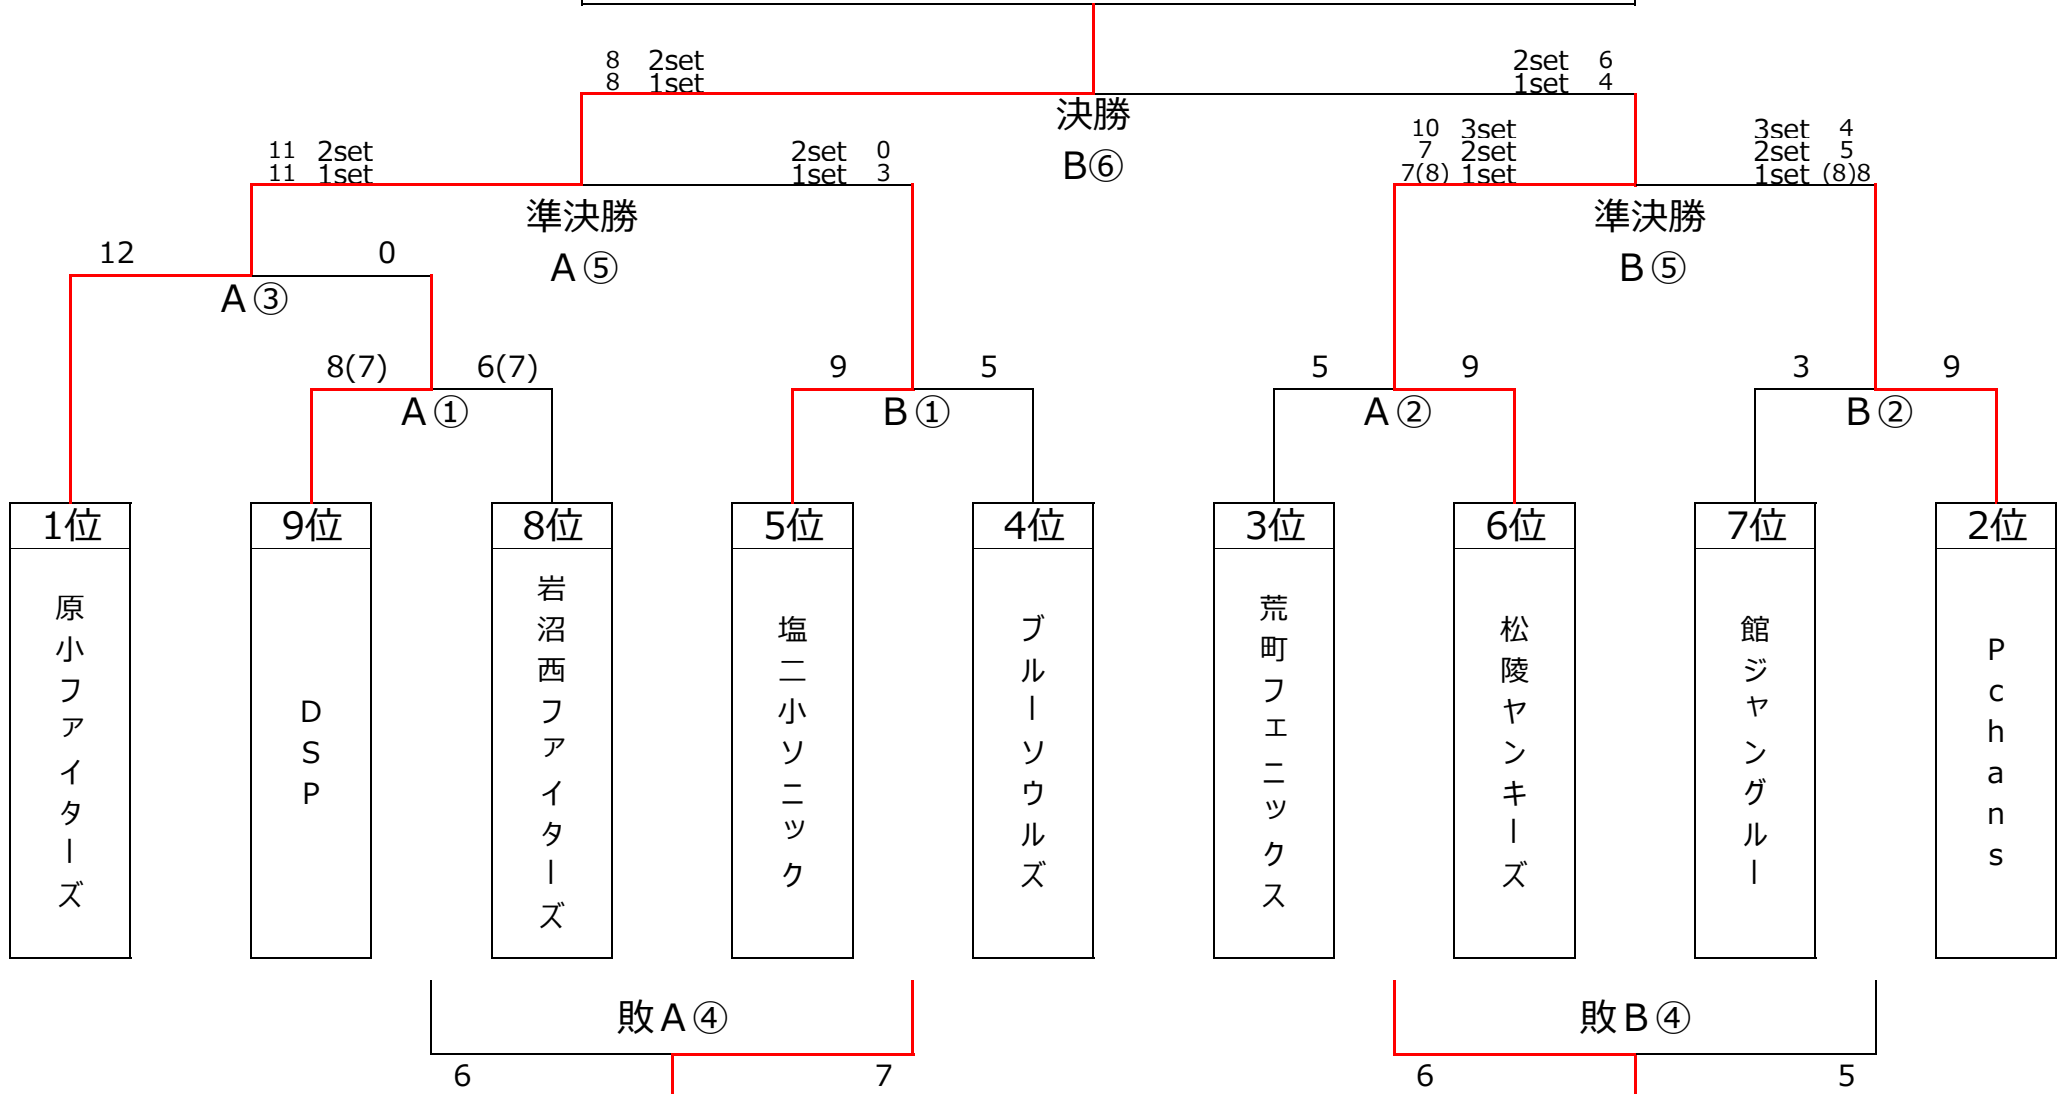 8 2set 2set 6
8 1set 1set 4
決勝
B⑥
10 3set 3set 4
11 2set 2set 0 7 2set 2set 5
11 1set 1set 3 7(8) 1set 1set (8)8
準決勝 準決勝
A⑤ B⑤
12 0
A③
8(7) 6(7) 9 5 5 9 3 9
A① B① A② B②
1位 9位 8位 5位 4位 3位 6位 7位 2位
原小ファイターズ
DSP
岩沼西ファイターズ
塩二小ソニック
ブルーソウルズ
荒町フェニックス
松陵ヤンキーズ
館ジャングルー
Pchans
敗A④ 敗B④
6 7 6 5